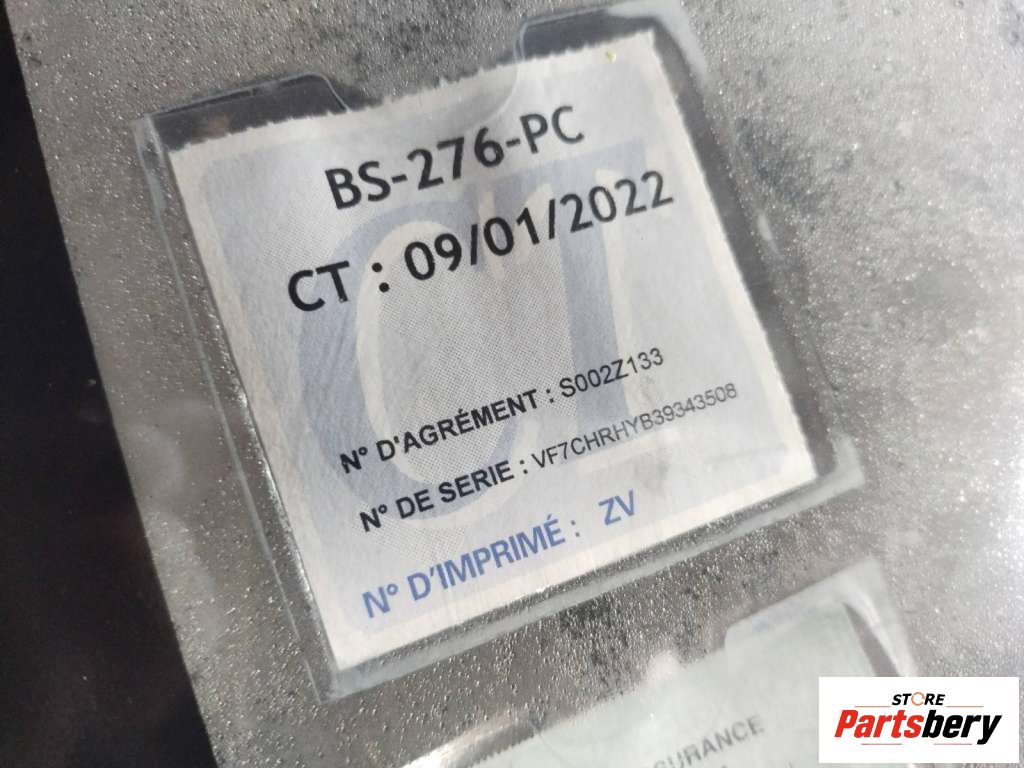 BS-276-PC
CT : 09/01/2022
N° D'AGRÉMENT : S002Z133
N° DE SERIE : VF7CHRHYB39343508
N° D'IMPRIMÉ : ZV
STORE
Partsbery